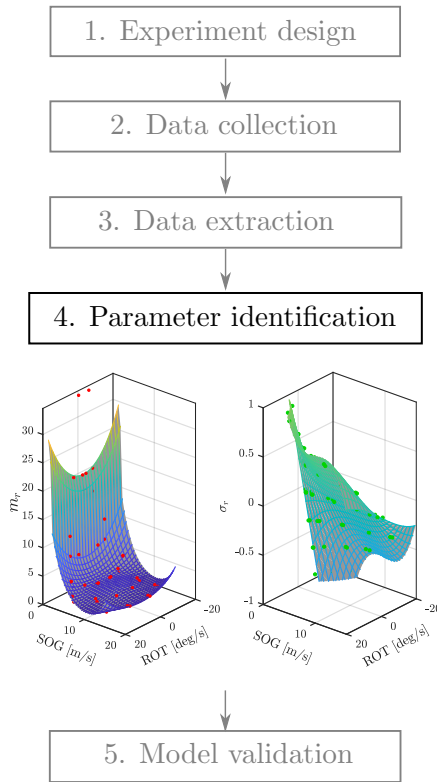 1. Experiment design
2. Data collection
3. Data extraction
4. Parameter identification
30
25
20
15
10
5
0
m_r
0
10
20
SOG [m/s]
20
0
-20
ROT [deg/s]
1
0.5
0
-0.5
-1
σ_r
0
10
20
SOG [m/s]
20
0
-20
ROT [deg/s]
5. Model validation